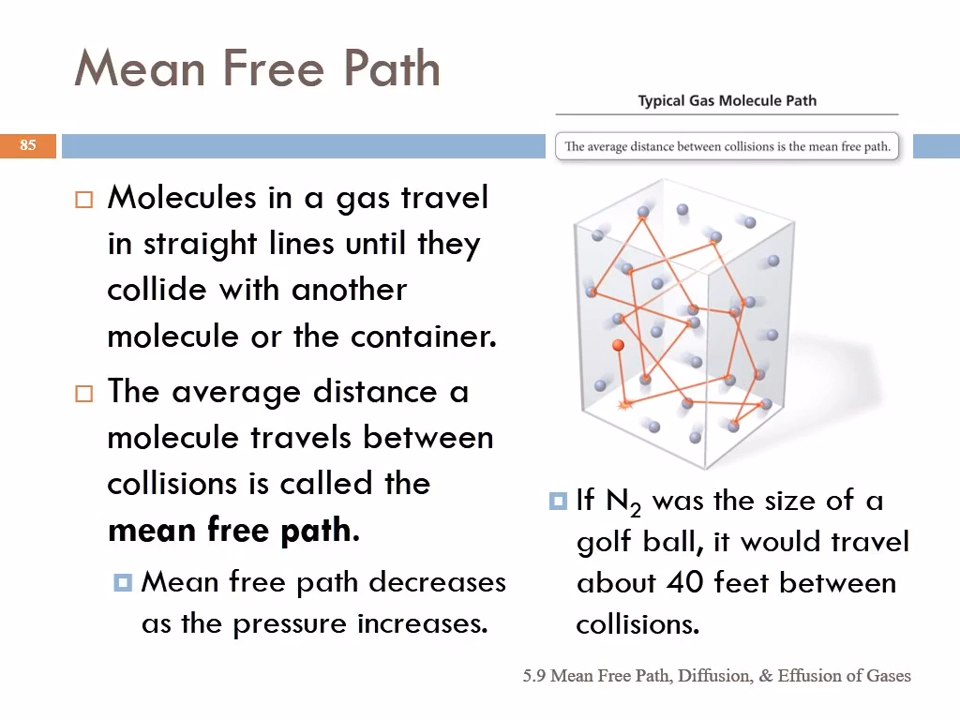 Mean Free Path
85
Typical Gas Molecule Path
The average distance between collisions is the mean free path.
Molecules in a gas travel
in straight lines until they
collide with another
molecule or the container.
The average distance a
molecule travels between
collisions is called the
mean free path.
Mean free path decreases
as the pressure increases.
If N₂ was the size of a
golf ball, it would travel
about 40 feet between
collisions.
5.9 Mean Free Path, Diffusion, & Effusion of Gases